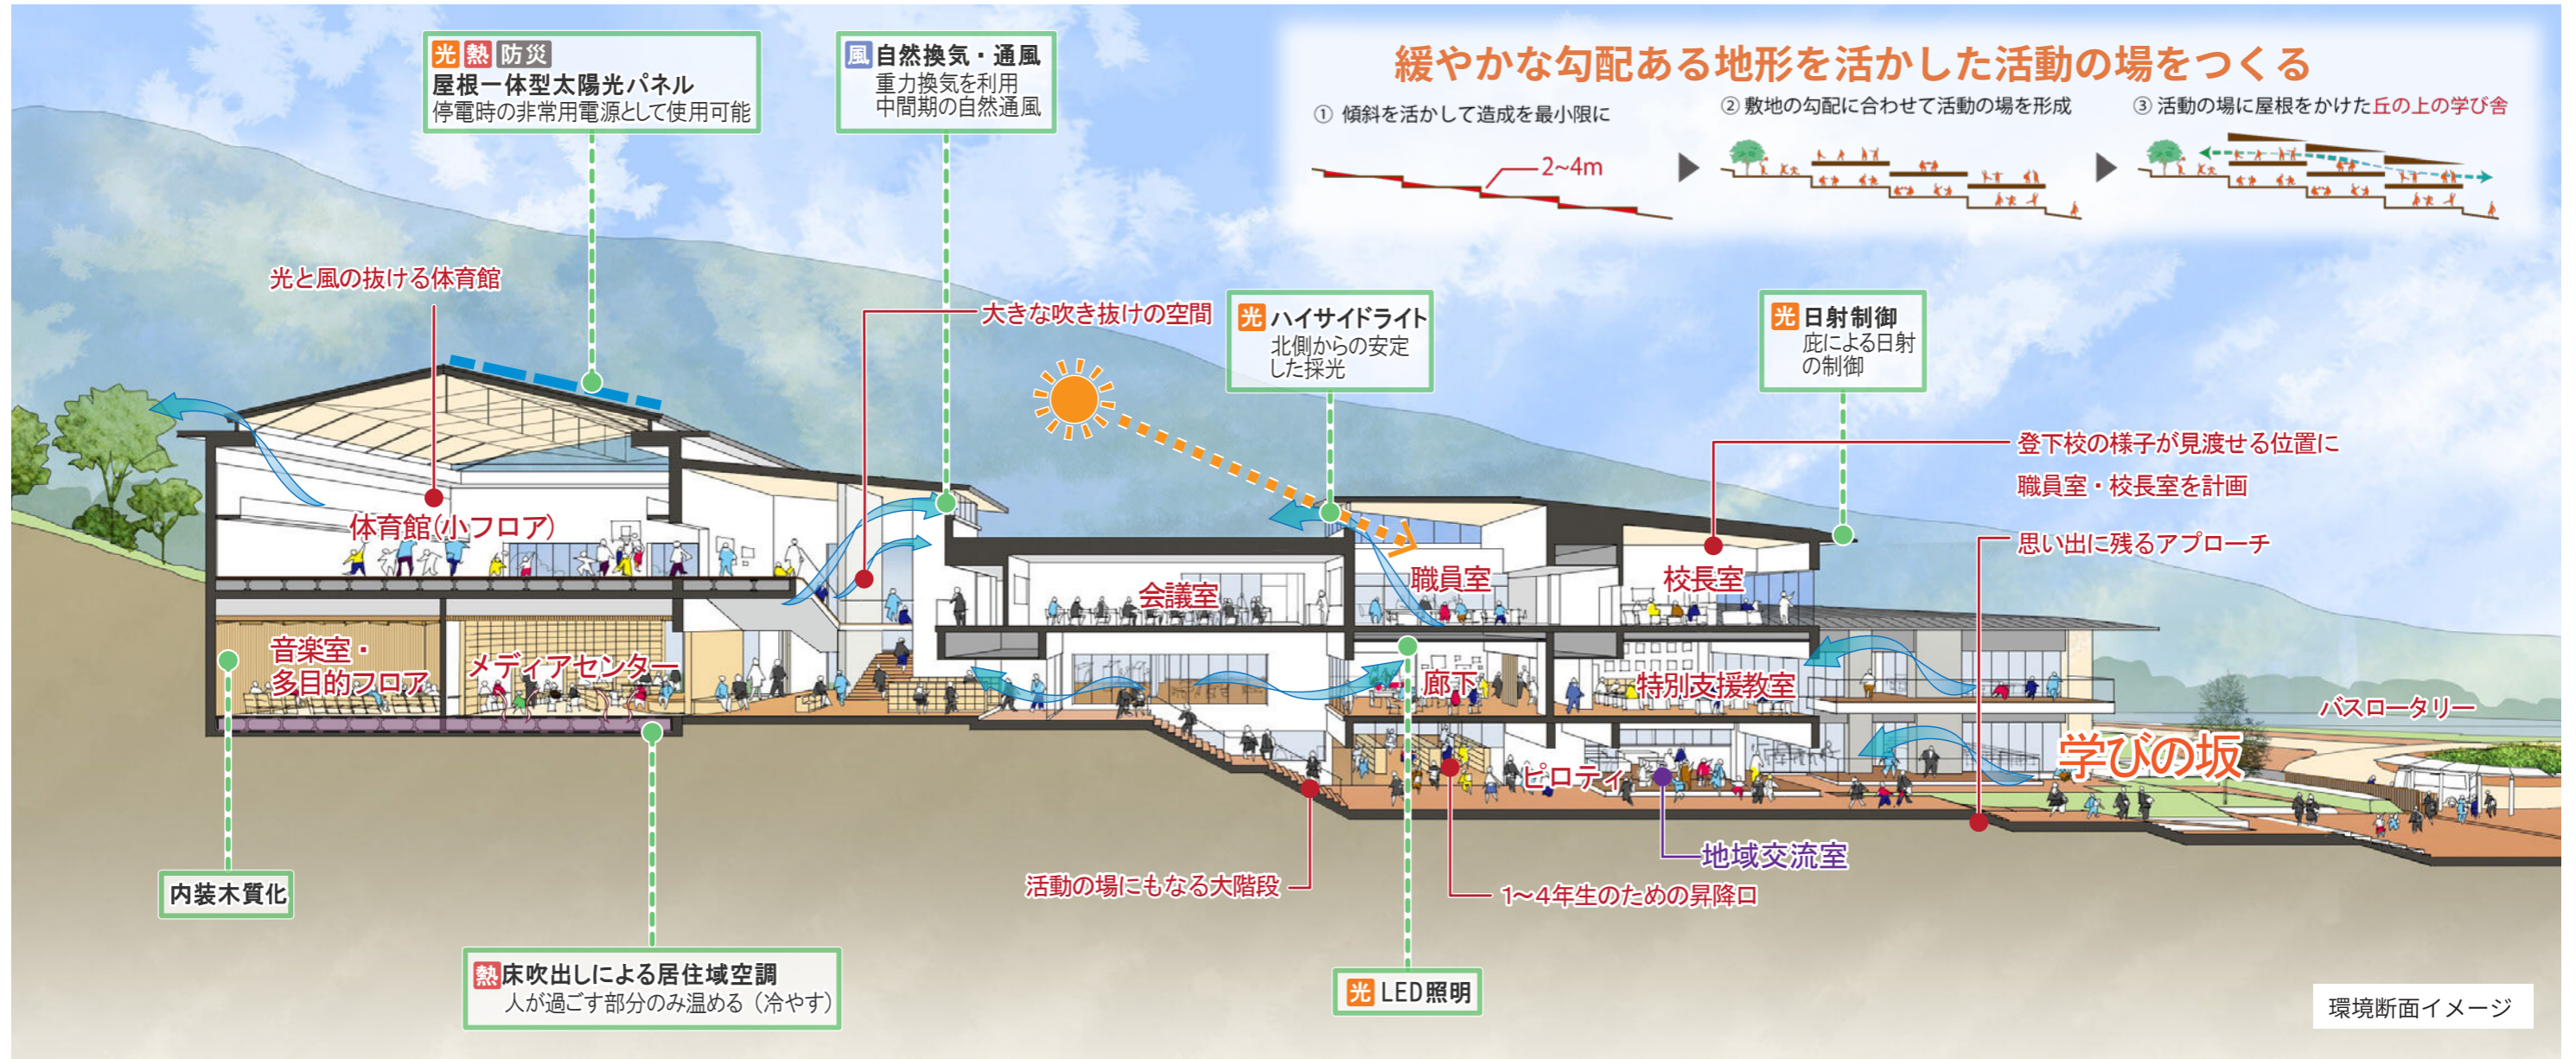 緩やかな勾配ある地形を活かした活動の場をつくる
① 傾斜を活かして造成を最小限に
2~4m
② 敷地の勾配に合わせて活動の場を形成
③ 活動の場に屋根をかけた丘の上の学び舎
光 熱 防災
屋根一体型太陽光パネル
停電時の非常用電源として使用可能
風 自然換気・通風
重力換気を利用
中間期の自然通風
光と風の抜ける体育館
大きな吹き抜けの空間
光 ハイサイドライト
北側からの安定
した採光
光 日射制御
庇による日射
の制御
登下校の様子が見渡せる位置に
職員室・校長室を計画
思い出に残るアプローチ
体育館(小フロア)
会議室
職員室
校長室
音楽室・
多目的フロア
メディアセンター
廊下
特別支援教室
バスロータリー
学びの坂
ピロティ
地域交流室
活動の場にもなる大階段
1〜4年生のための昇降口
内装木質化
熱 床吹出しによる居住域空調
人が過ごす部分のみ温める（冷やす）
光 LED照明
環境断面イメージ